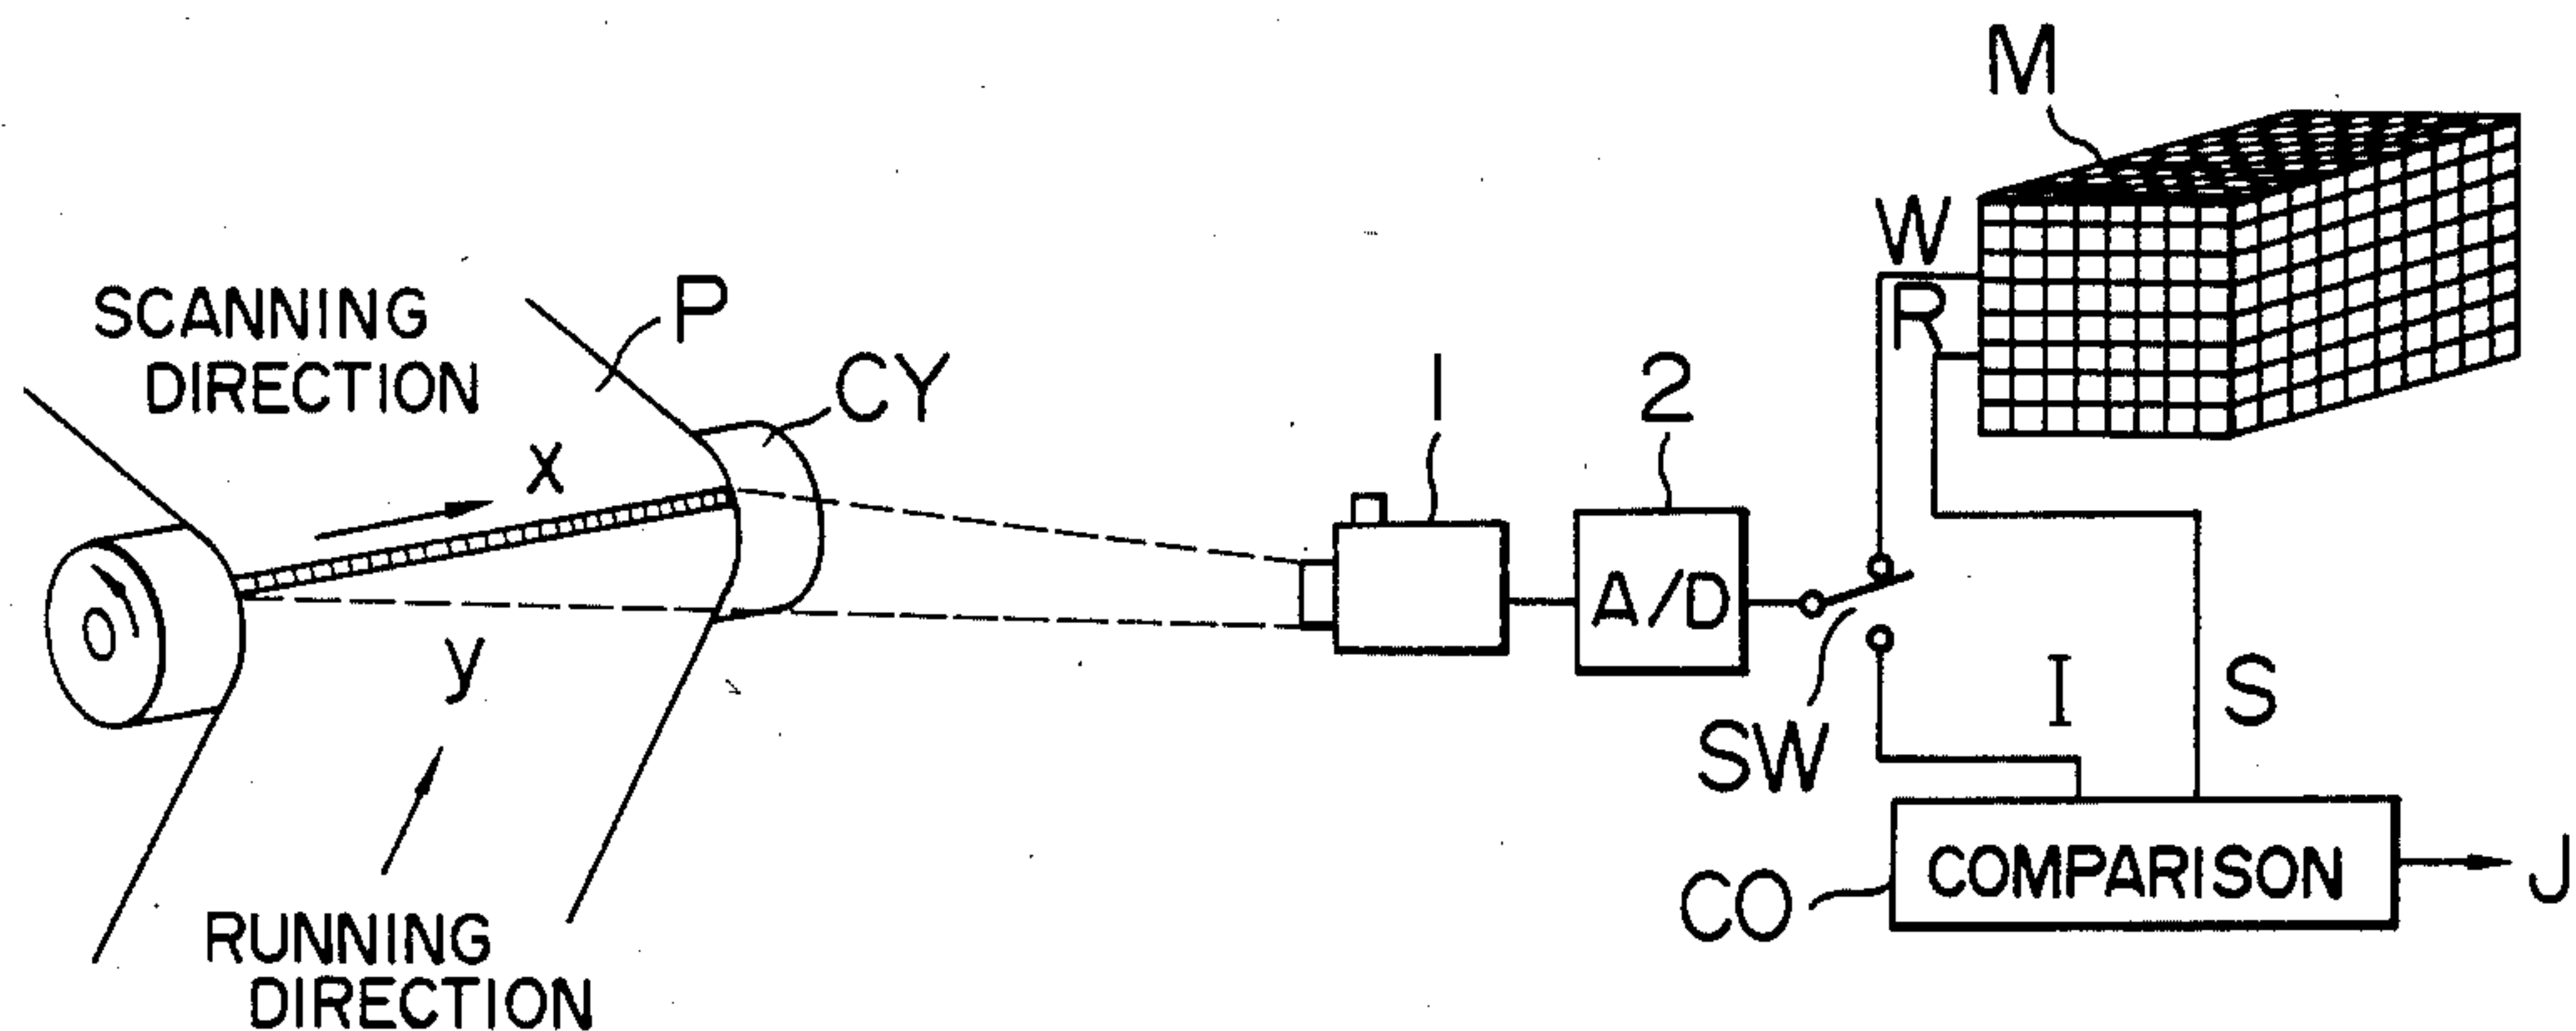 M
W
R
SCANNING
DIRECTION
P
CY
x
1
2
A/D
y
SW
I
S
CO
COMPARISON
J
RUNNING
DIRECTION